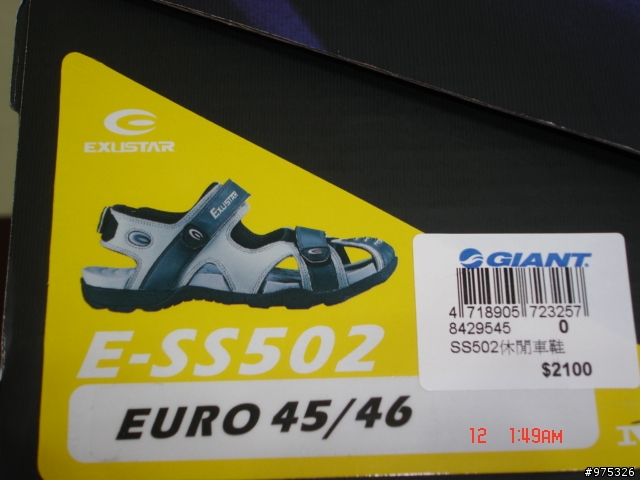 EXUSTAR
EXUSTAR
E-SS502
EURO 45/46
GIANT
4 718905 723257
8429545 0
SS502休閒車鞋
$2100
12 1:49AM
#975326